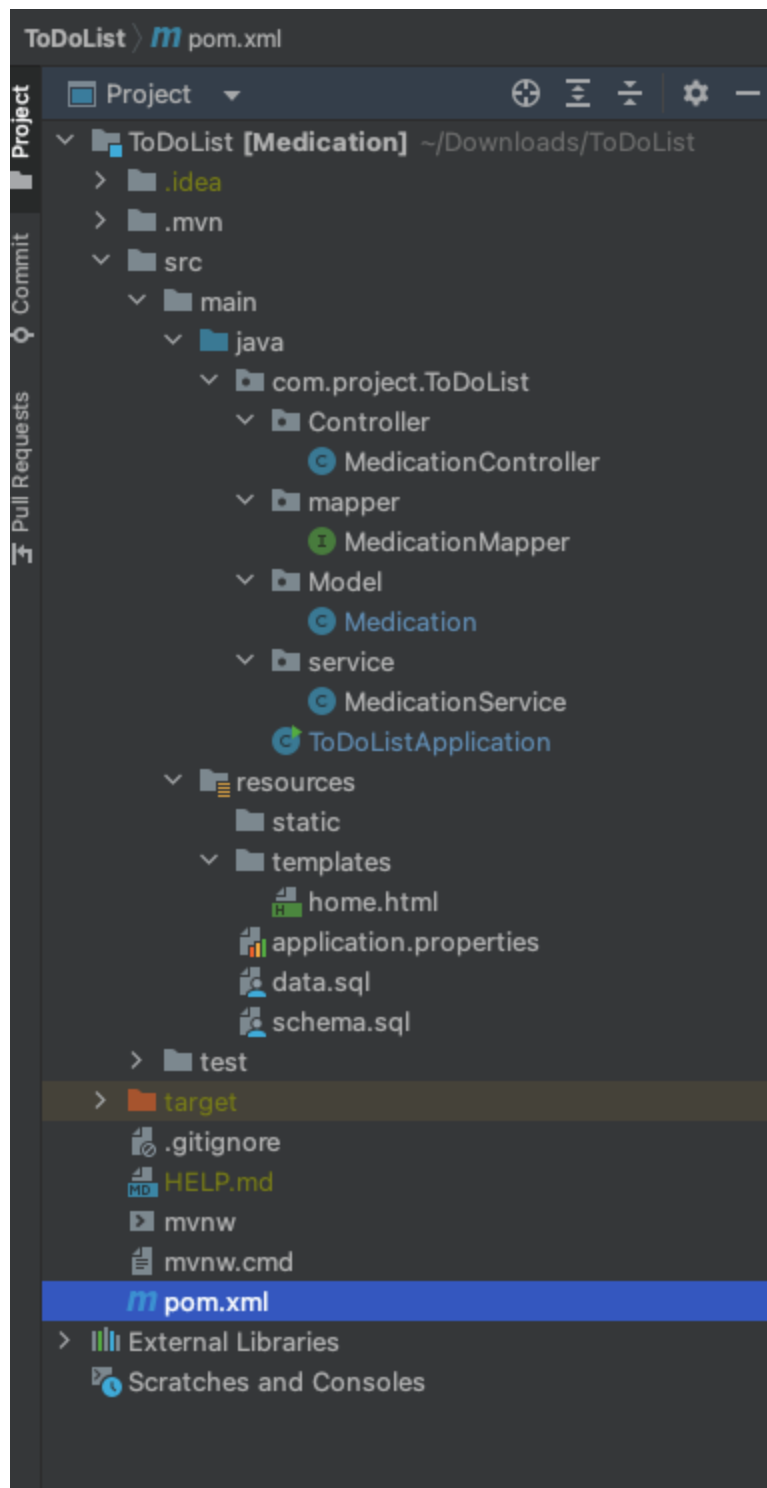 ToDoList 〉 m pom.xml
Project
Project
Commit
Pull Requests
ToDoList [Medication] ~/Downloads/ToDoList
.idea
.mvn
src
main
java
com.project.ToDoList
Controller
C MedicationController
mapper
I MedicationMapper
Model
C Medication
service
C MedicationService
C ToDoListApplication
resources
static
templates
H home.html
application.properties
data.sql
schema.sql
test
target
.gitignore
MD HELP.md
mvnw
mvnw.cmd
m pom.xml
External Libraries
Scratches and Consoles